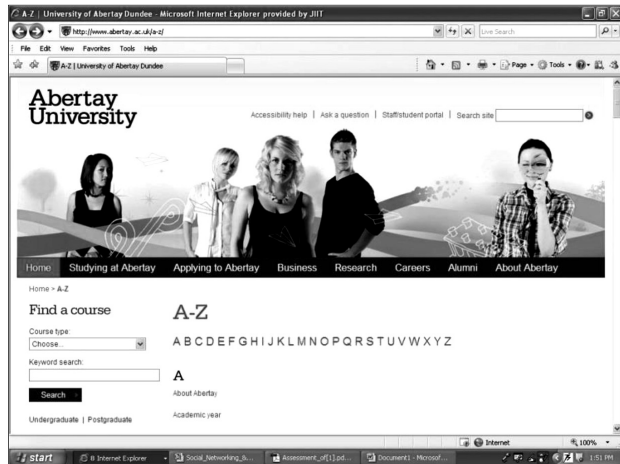 A-Z | University of Abertay Dundee - Microsoft Internet Explorer provided by JIIT
http://www.abertay.ac.uk/a-z/
Live Search
File Edit View Favorites Tools Help
A-Z | University of Abertay Dundee
Page Tools
Abertay
University
Accessibility help | Ask a question | Staff/student portal | Search site
Home Studying at Abertay Applying to Abertay Business Research Careers Alumni About Abertay
Home > A-Z
Find a course
A-Z
Course type:
Choose..
A B C D E F G H I J K L M N O P Q R S T U V W X Y Z
Keyword search:
A
Search
About Abertay
Undergraduate | Postgraduate
Academic year
Internet 100%
start 8 Internet Explorer Social_Networking_&... Assessment_of[1].pd... Document1 - Microsof... 1:51 PM